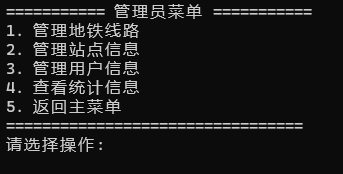 =========== 管理员菜单 ===========
1. 管理地铁线路
2. 管理站点信息
3. 管理用户信息
4. 查看统计信息
5. 返回主菜单
=================================
请选择操作: